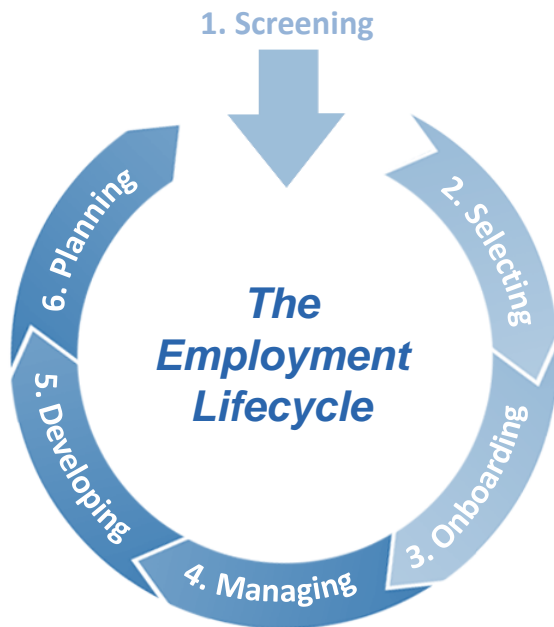 1. Screening
2. Selecting
3. Onboarding
4. Managing
5. Developing
6. Planning
The
Employment
Lifecycle